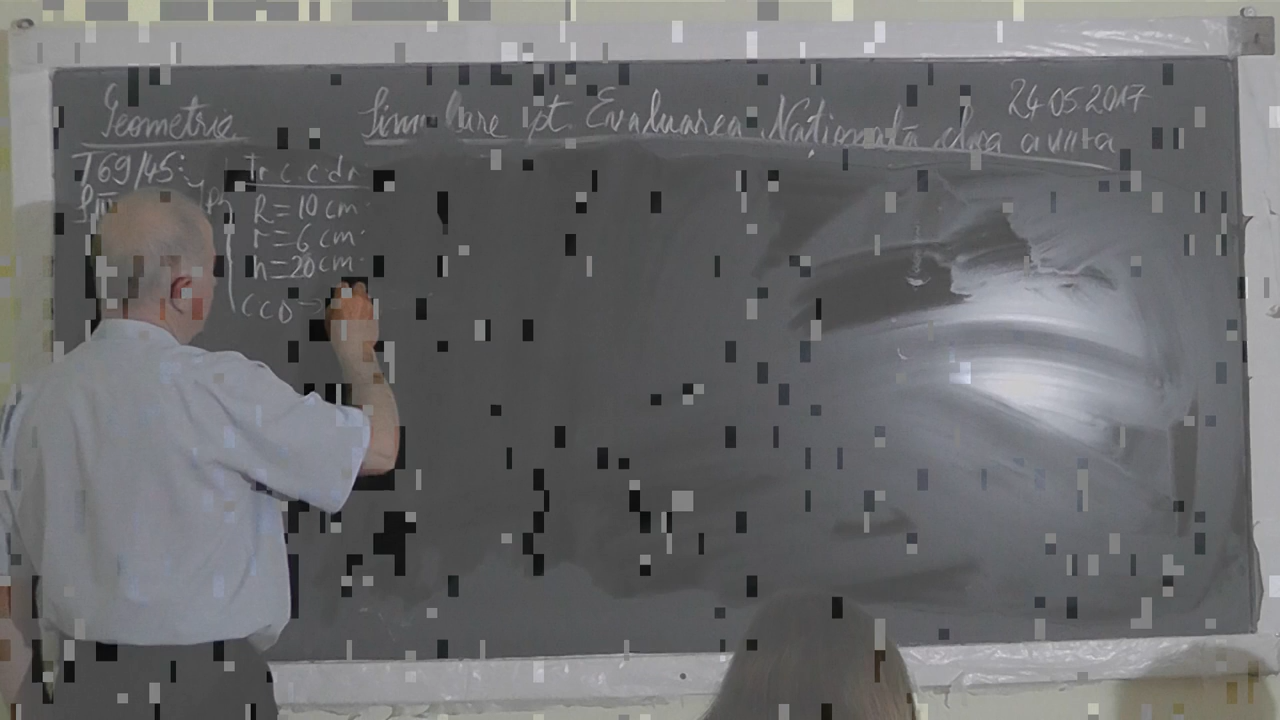 24.05.2017
Geometrie Simulare pt. Evaluarea Națională clasa a VIII a
T69/45:
Tr. c. c. dr
R = 10 cm.
r = 6 cm.
h = 20 cm.